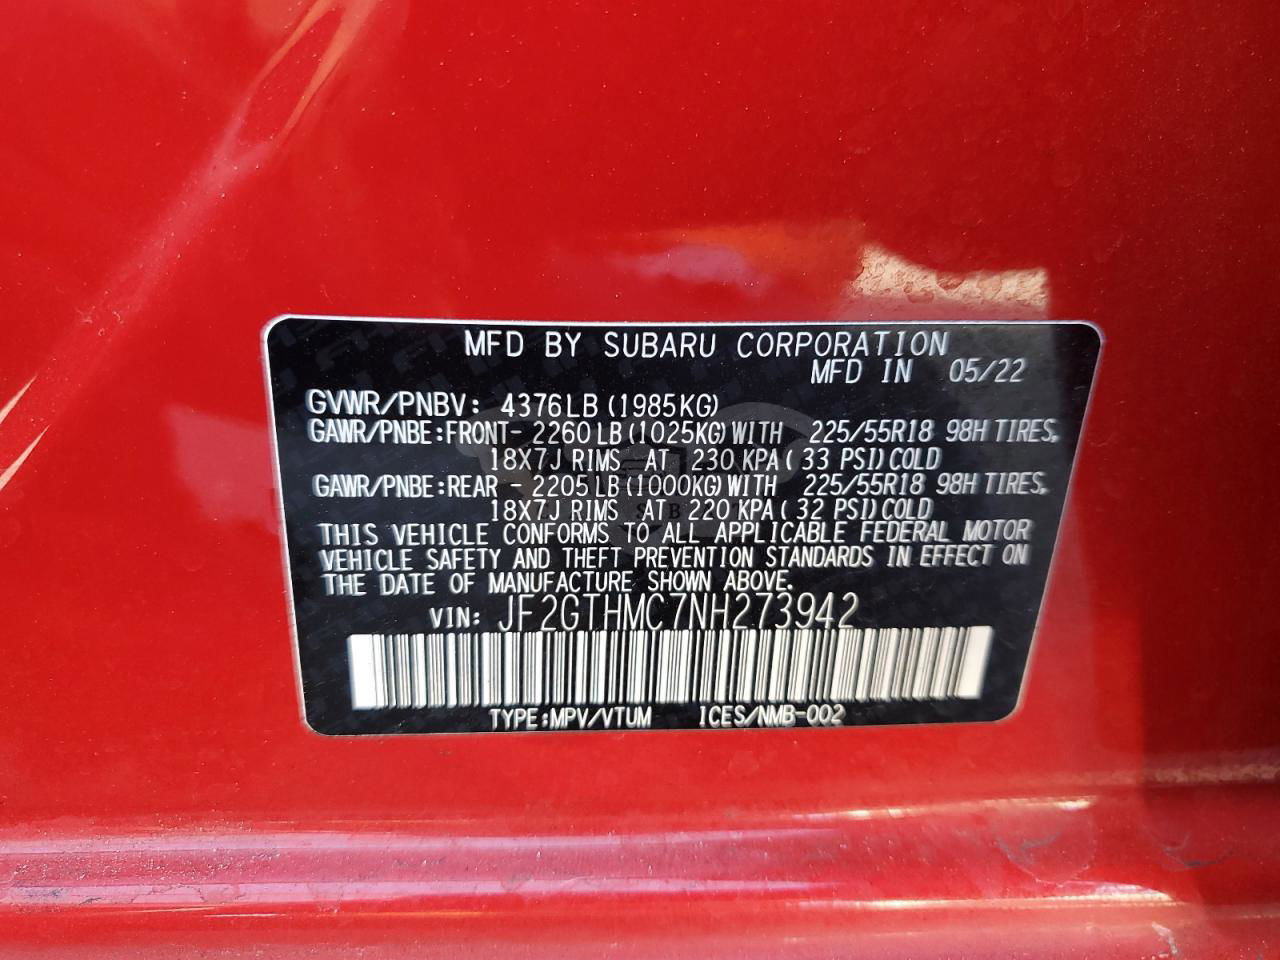 MFD BY SUBARU CORPORATION
MFD IN 05/22
GVWR/PNBV: 4376LB(1985KG)
GAWR/PNBE:FRONT- 2260LB(1025KG)WITH 225/55R18 98H TIRES,
18X7J RIMS AT 230 KPA( 33 PSI)COLD
GAWR/PNBE:REAR - 2205LB(1000KG)WITH 225/55R18 98H TIRES,
18X7J RIMS AT 220 KPA( 32 PSI)COLD
THIS VEHICLE CONFORMS TO ALL APPLICABLE FEDERAL MOTOR
VEHICLE SAFETY AND THEFT PREVENTION STANDARDS IN EFFECT ON
THE DATE OF MANUFACTURE SHOWN ABOVE.
VIN: JF2GTHMC7NH273942
TYPE:MPV/VTUM ICES/NMB-002